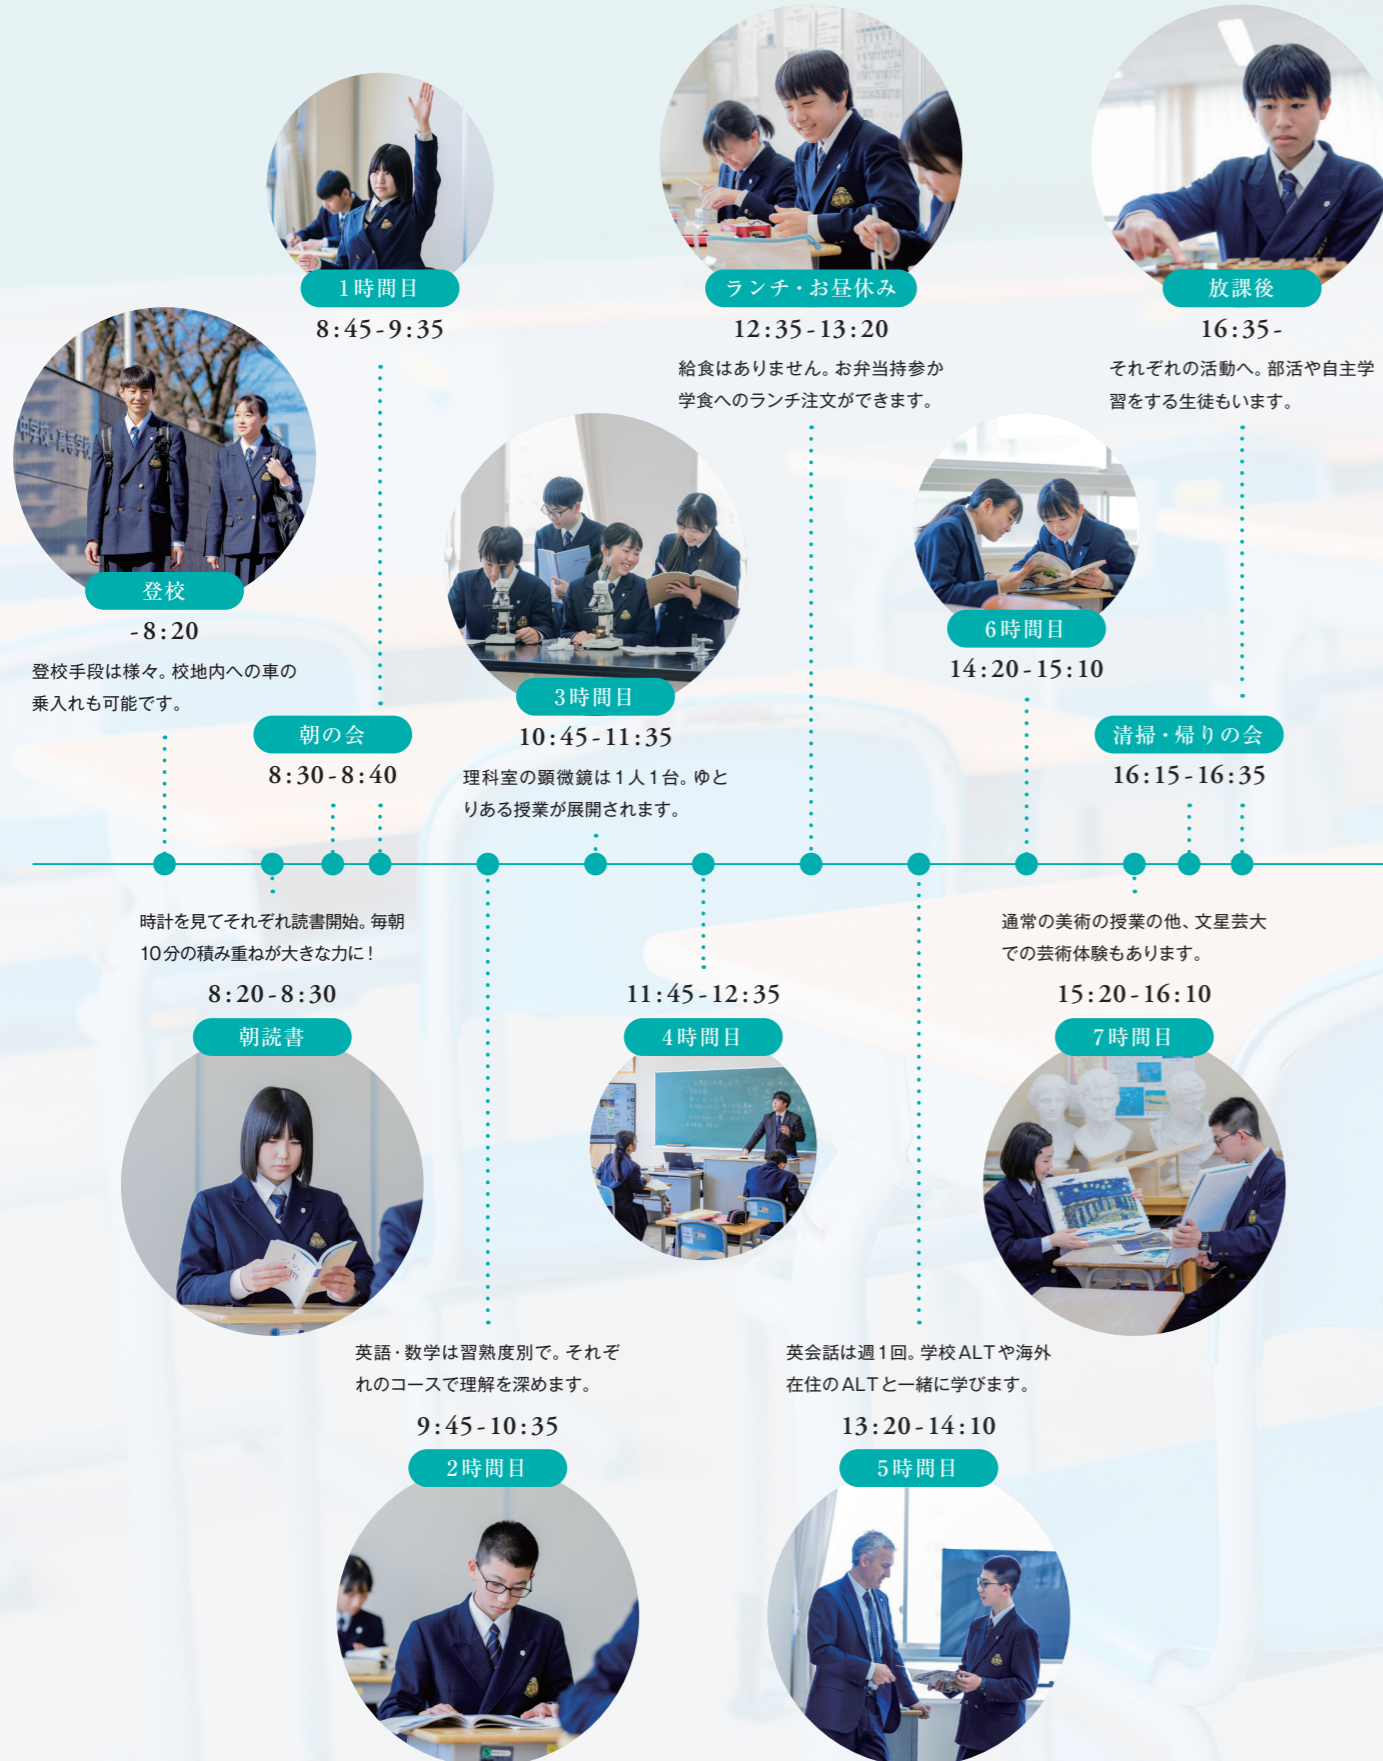 登校
-8:20
登校手段は様々。校地内への車の
乗入れも可能です。
8:20-8:30
朝読書
時計を見てそれぞれ読書開始。毎朝
10分の積み重ねが大きな力に!
朝の会
8:30-8:40
1時間目
8:45-9:35
英語・数学は習熟度別で。それぞ
れのコースで理解を深めます。
9:45-10:35
2時間目
3時間目
10:45-11:35
理科室の顕微鏡は1人1台。ゆと
りある授業が展開されます。
11:45-12:35
4時間目
ランチ・お昼休み
12:35-13:20
給食はありません。お弁当持参か
学食へのランチ注文ができます。
英会話は週1回。学校ALTや海外
在住のALTと一緒に学びます。
13:20-14:10
5時間目
6時間目
14:20-15:10
通常の美術の授業の他、文星芸大
での芸術体験もあります。
15:20-16:10
7時間目
清掃・帰りの会
16:15-16:35
放課後
16:35-
それぞれの活動へ。部活や自主学
習をする生徒もいます。
中学校・高等学校